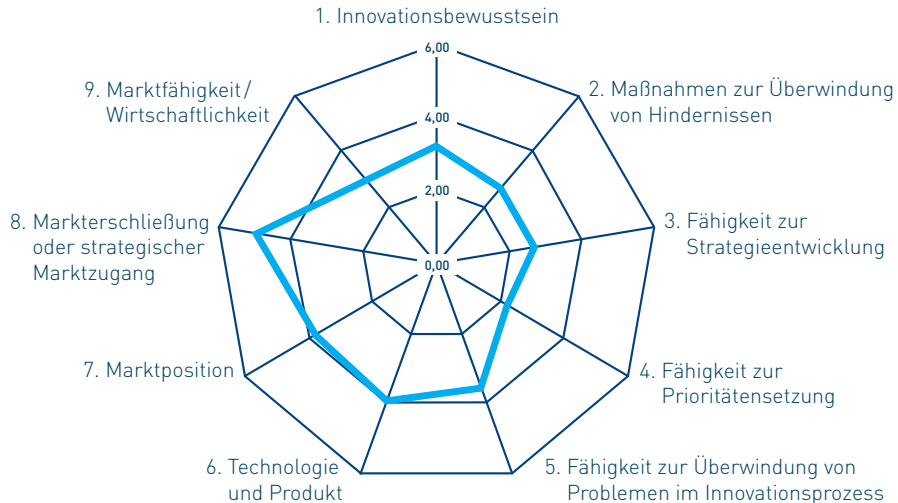 1. Innovationsbewusstsein
6,00
4,00
2,00
0,00
2. Maßnahmen zur Überwindung
von Hindernissen
3. Fähigkeit zur
Strategieentwicklung
4. Fähigkeit zur
Prioritätensetzung
5. Fähigkeit zur Überwindung von
Problemen im Innovationsprozess
6. Technologie
und Produkt
7. Marktposition
8. Markterschließung
oder strategischer
Marktzugang
9. Marktfähigkeit/
Wirtschaftlichkeit